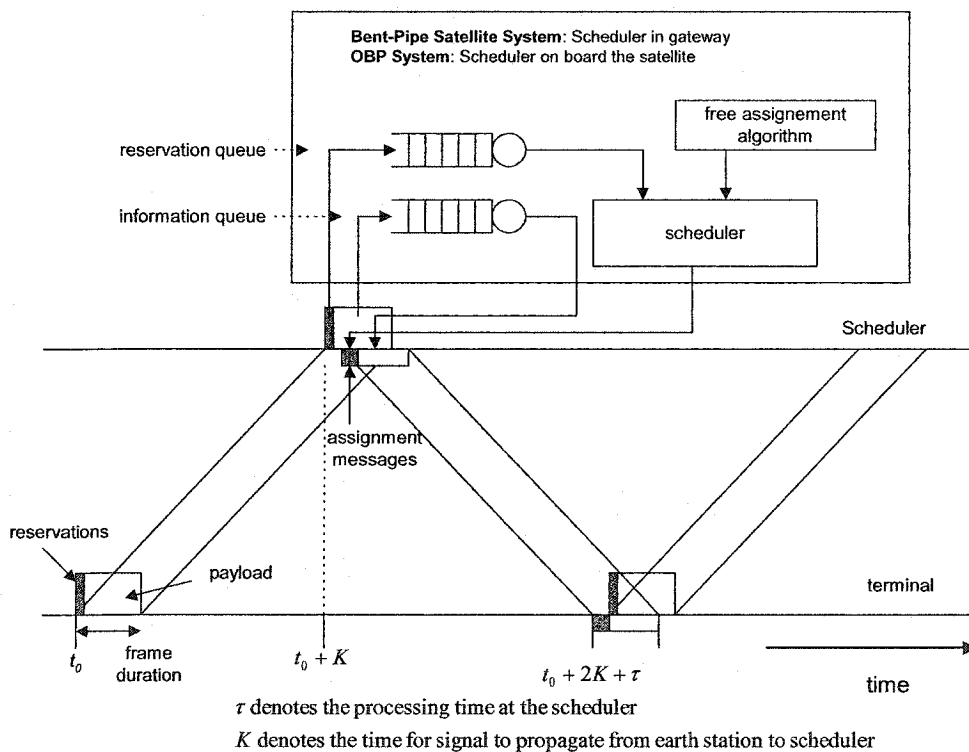 Bent-Pipe Satellite System: Scheduler in gateway
OBP System: Scheduler on board the satellite
free assignement
algorithm
reservation queue
information queue
scheduler
Scheduler
assignment
messages
reservations
payload
terminal
t₀
frame
duration
t₀ + K
t₀ + 2K + τ
time
τ denotes the processing time at the scheduler
K denotes the time for signal to propagate from earth station to scheduler